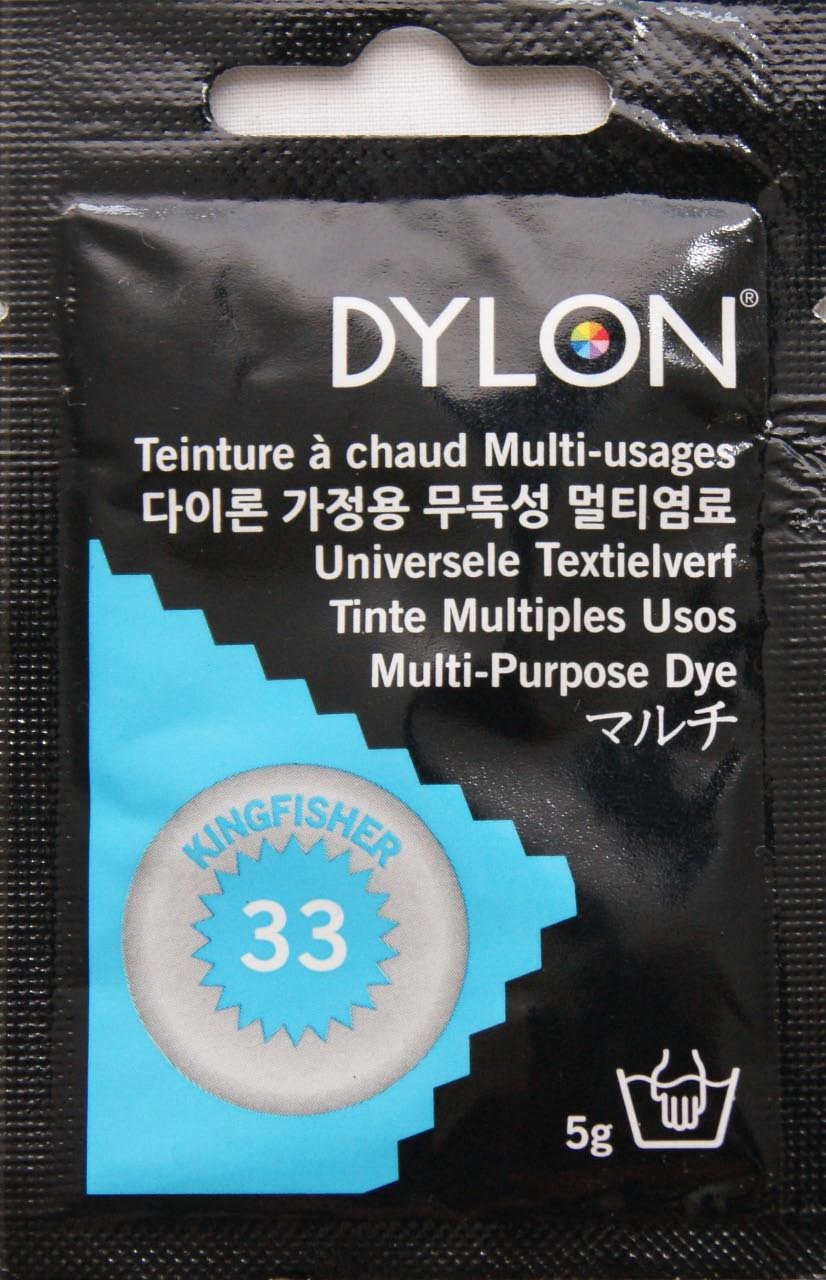 DYLON®
Teinture à chaud Multi-usages
다이론 가정용 무독성 멀티염료
Universele Textielverf
Tinte Multiples Usos
Multi-Purpose Dye
マルチ
KINGFISHER
33
5g